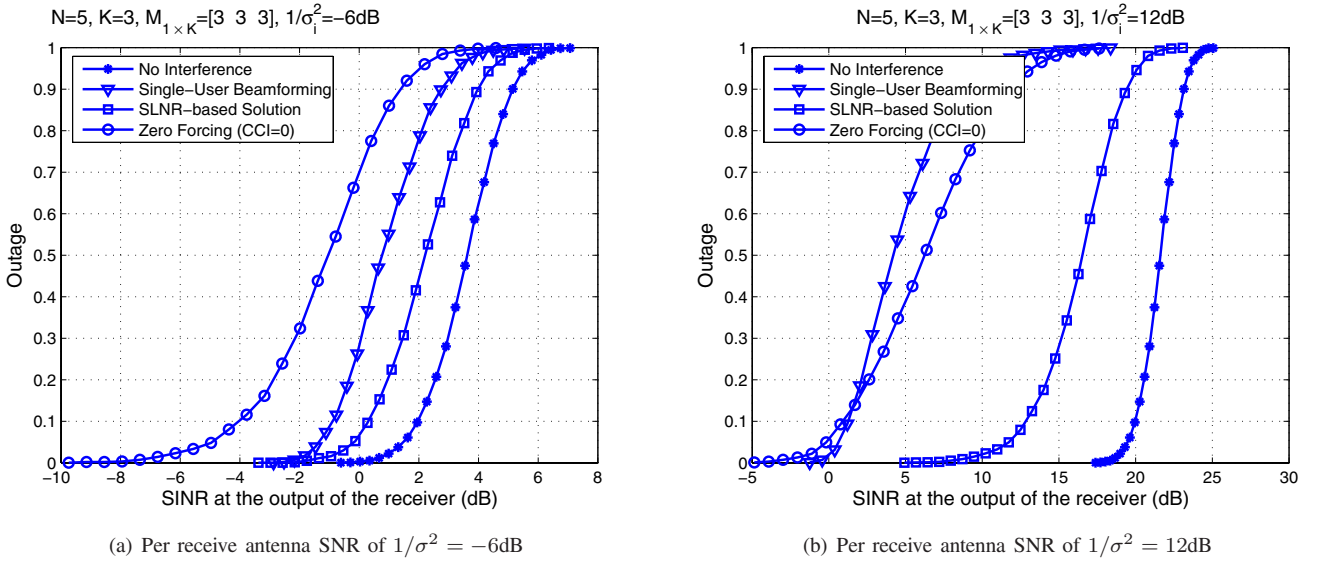 N=5, K=3, M1×K=[3 3 3], 1/σi2=−6dB
1
0.9
0.8
0.7
0.6
0.5
0.4
0.3
0.2
0.1
0
Outage
No Interference
Single−User Beamforming
SLNR−based Solution
Zero Forcing (CCI=0)
−10 −8 −6 −4 −2 0 2 4 6 8
SINR at the output of the receiver (dB)
(a) Per receive antenna SNR of 1/σ2 = −6dB
N=5, K=3, M1×K=[3 3 3], 1/σi2=12dB
1
0.9
0.8
0.7
0.6
0.5
0.4
0.3
0.2
0.1
0
Outage
No Interference
Single−User Beamforming
SLNR−based Solution
Zero Forcing (CCI=0)
−5 0 5 10 15 20 25 30
SINR at the output of the receiver (dB)
(b) Per receive antenna SNR of 1/σ2 = 12dB